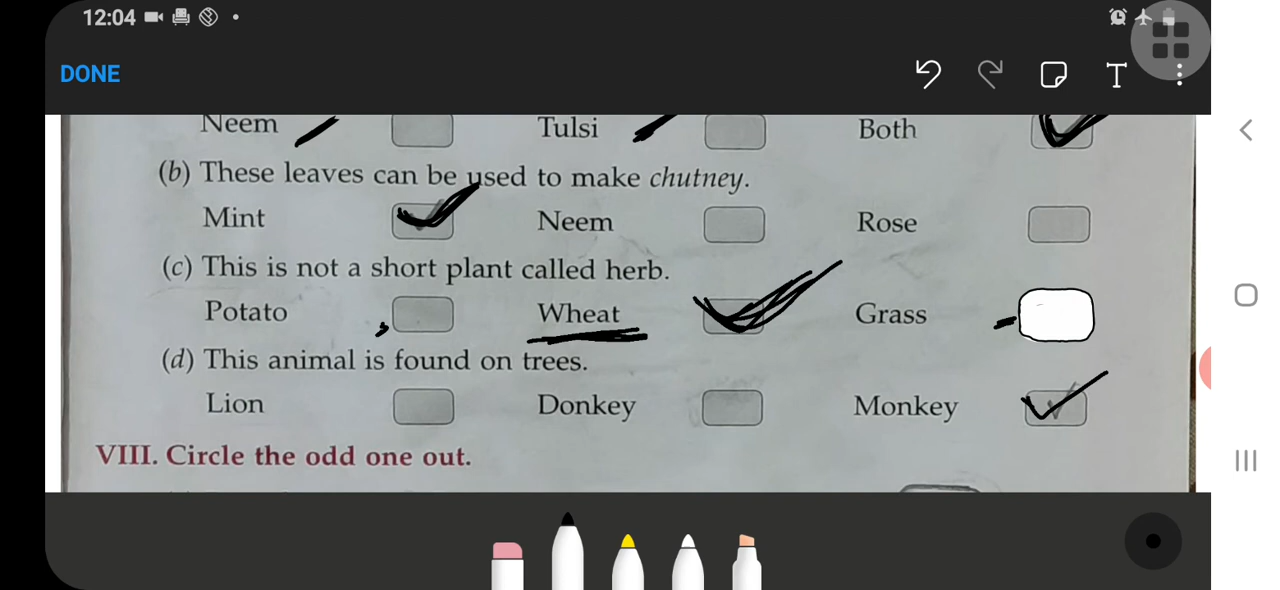 12:04
DONE
T
Neem Tulsi Both
(b) These leaves can be used to make chutney.
Mint Neem Rose
(c) This is not a short plant called herb.
Potato Wheat Grass
(d) This animal is found on trees.
Lion Donkey Monkey
VIII. Circle the odd one out.